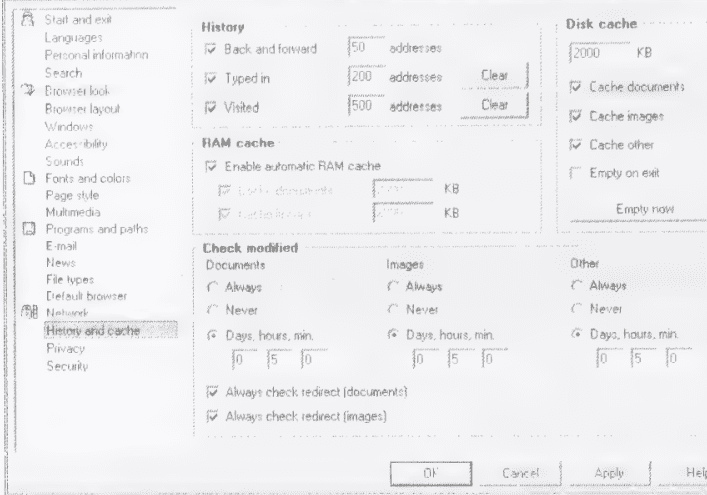 Start and exit
Languages
Personal information
Search
Browser look
Browser layout
Windows
Accessibility
Sounds
Fonts and colors
Page style
Multimedia
Programs and paths
E-mail
News
File types
Default browser
Network
History and cache
Privacy
Security
History
Back and forward 50 addresses
Typed in 200 addresses Clear
Visited 500 addresses Clear
RAM cache
Enable automatic RAM cache
Cache documents KB
Cache images KB
Disk cache
2000 KB
Cache documents
Cache images
Cache other
Empty on exit
Empty now
Check modified
Documents Images Other
Always Always Always
Never Never Never
Days, hours, min. Days, hours, min. Days, hours, min.
0 5 0 0 5 0 0 5 0
Always check redirect (documents)
Always check redirect (images)
OK Cancel Apply Help